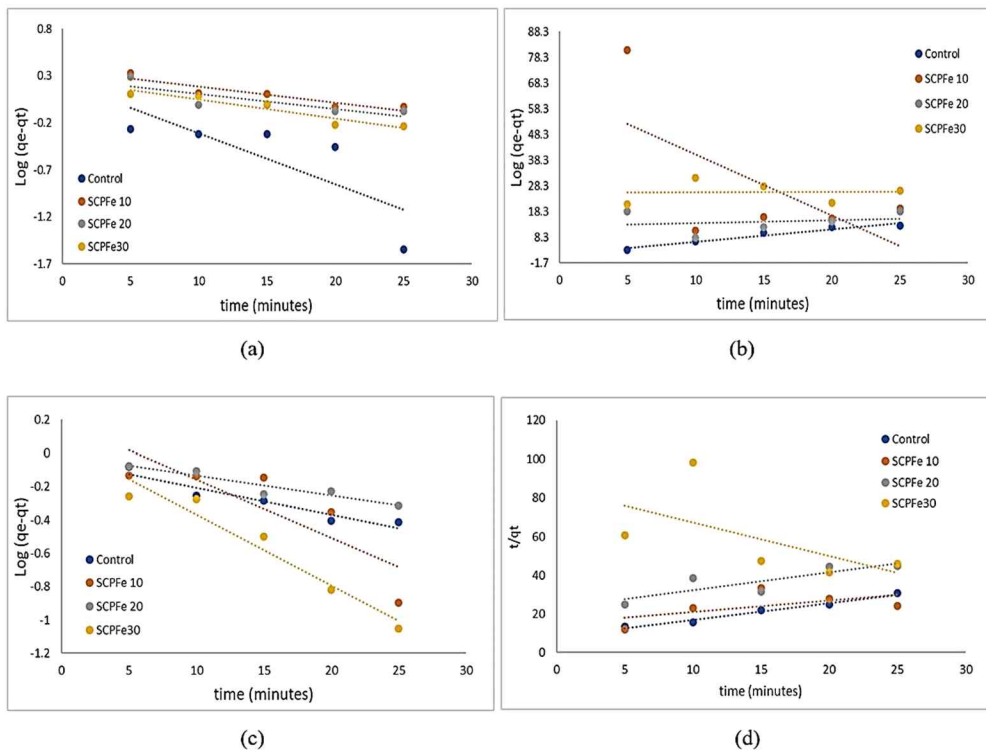 0.8
0.3
-0.2
-0.7
-1.2
-1.7
Log (qe-qt)
0 5 10 15 20 25 30
time (minutes)
Control
SCPFe 10
SCPFe 20
SCPFe30
(a)
88.3
78.3
68.3
58.3
48.3
38.3
28.3
18.3
8.3
-1.7
Log (qe-qt)
0 5 10 15 20 25 30
time (minutes)
Control
SCPFe 10
SCPFe 20
SCPFe30
(b)
0.2
0
-0.2
-0.4
-0.6
-0.8
-1
-1.2
Log (qe-qt)
0 5 10 15 20 25 30
time (minutes)
Control
SCPFe 10
SCPFe 20
SCPFe30
(c)
120
100
80
60
40
20
0
t/qt
0 5 10 15 20 25 30
time (minutes)
Control
SCPFe 10
SCPFe 20
SCPFe30
(d)